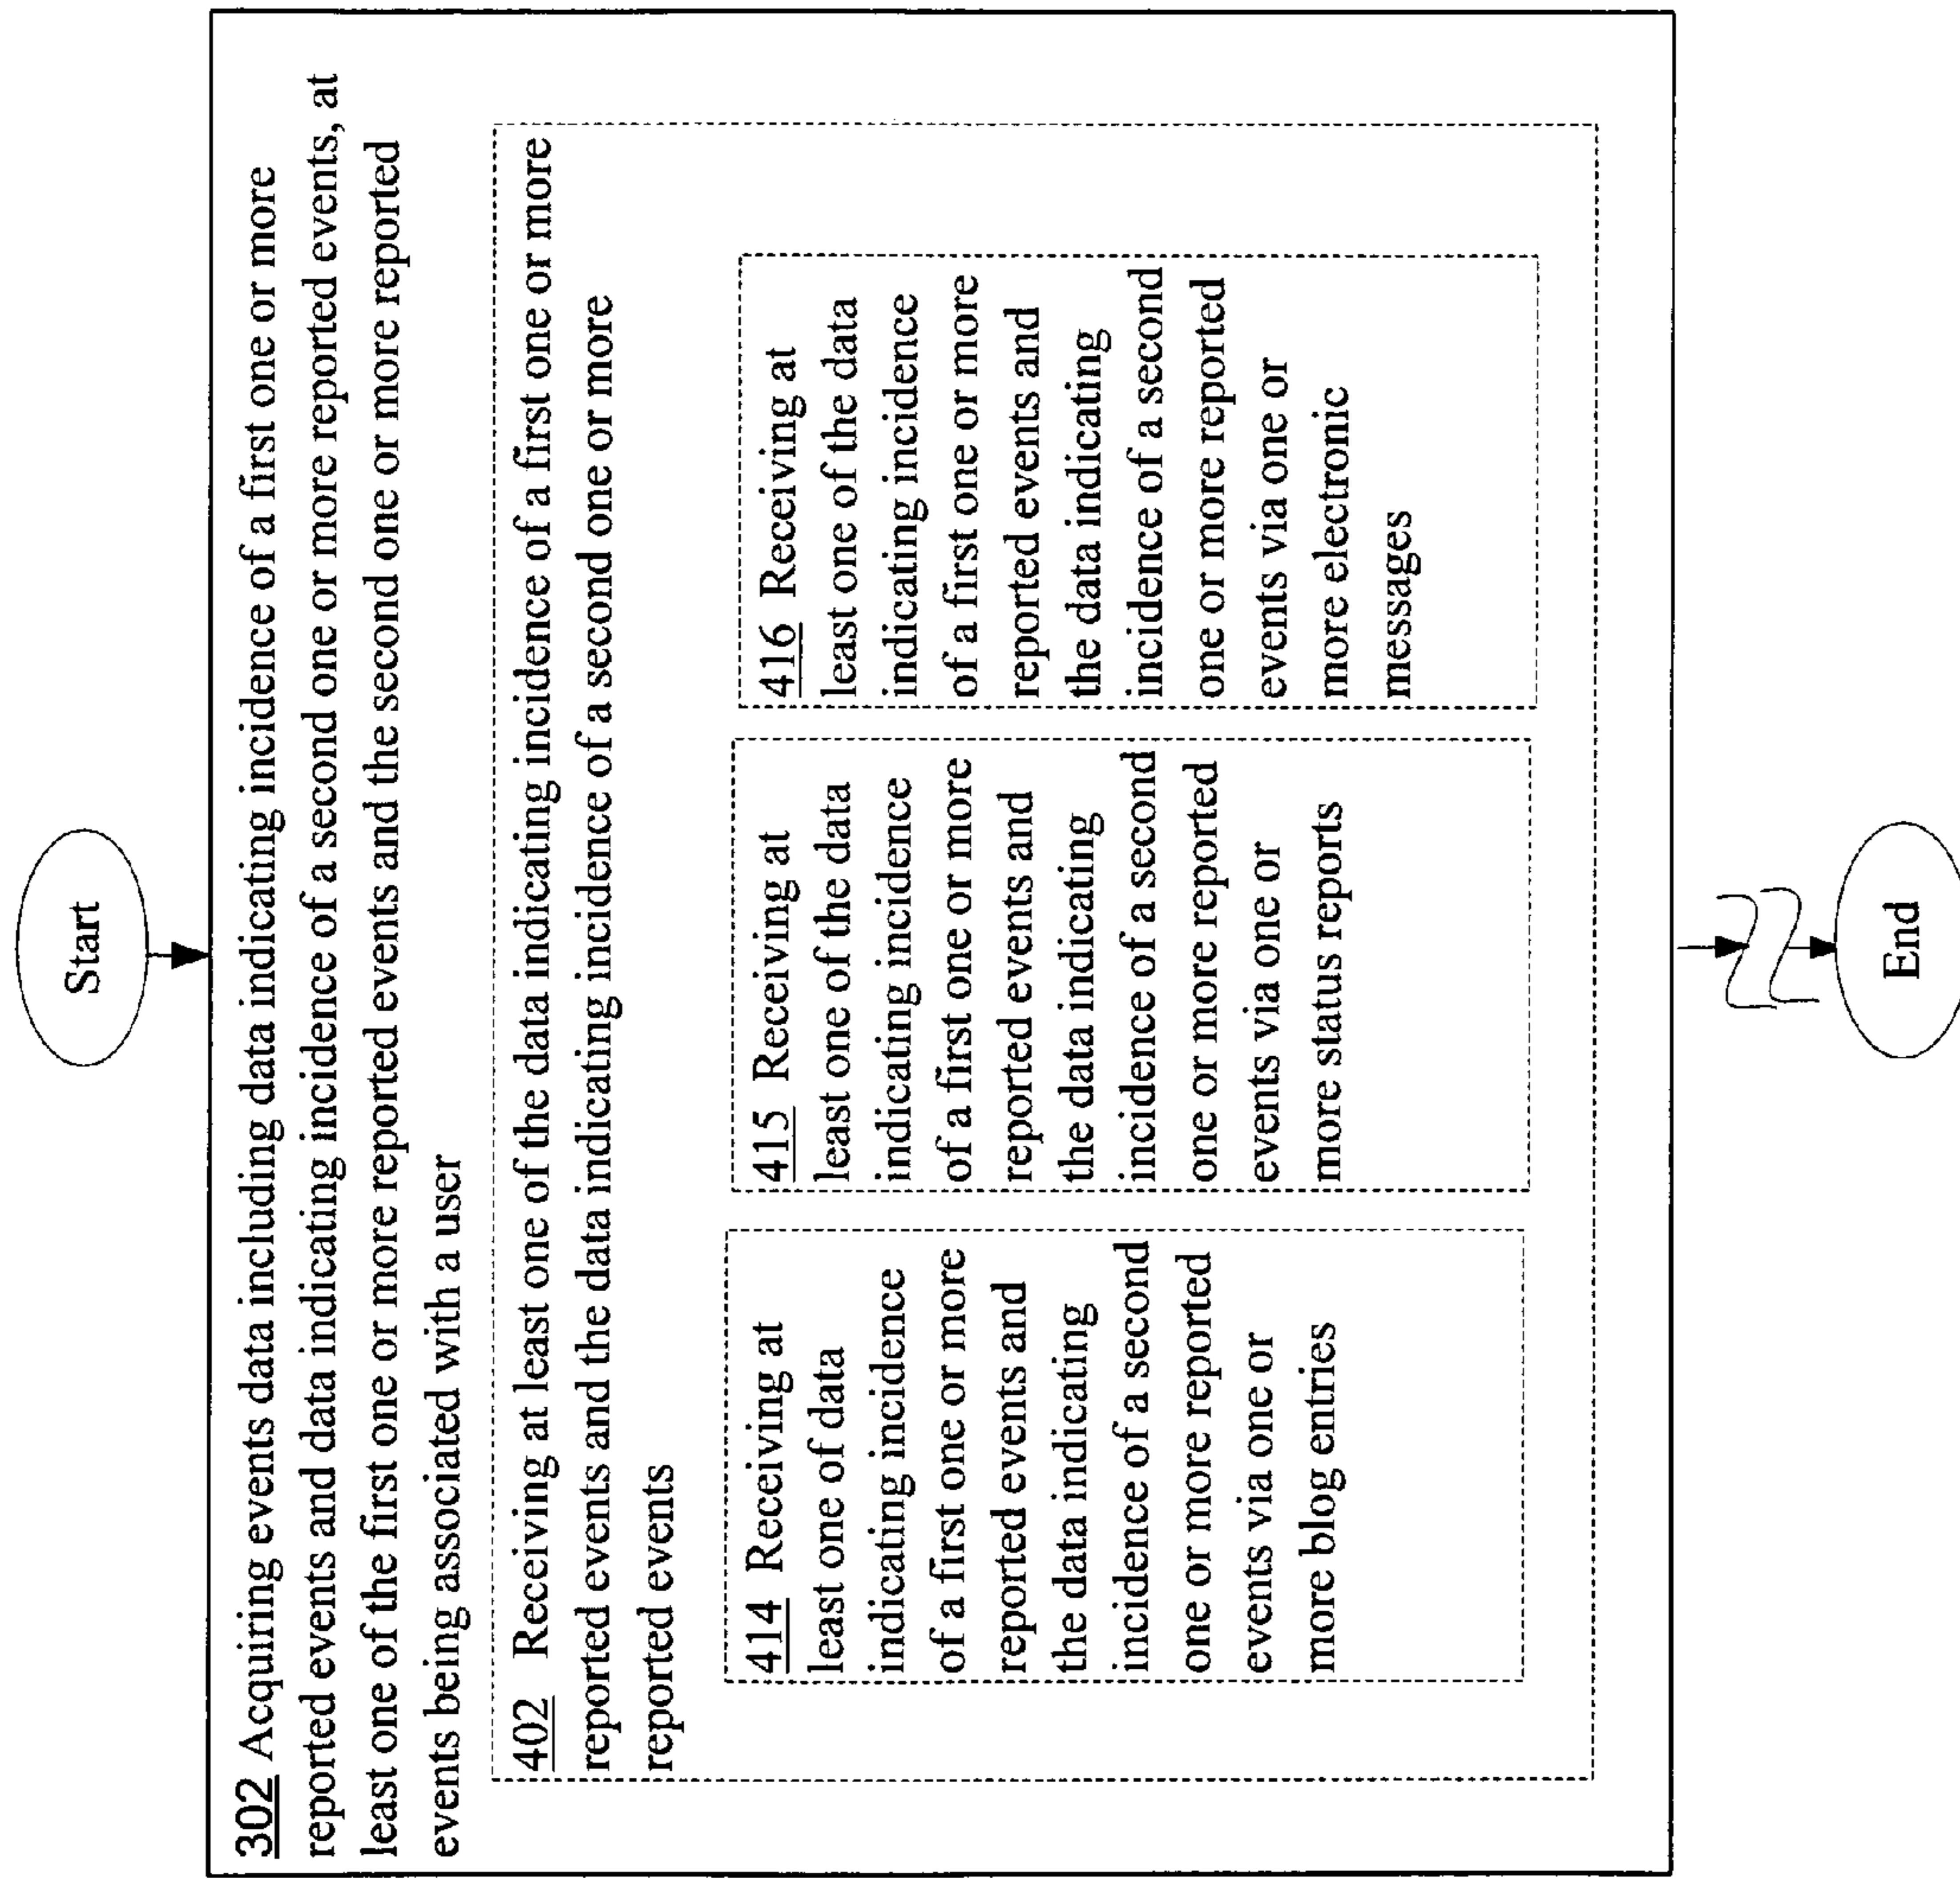 Start
302 Acquiring events data including data indicating incidence of a first one or more
reported events and data indicating incidence of a second one or more reported events, at
least one of the first one or more reported events and the second one or more reported
events being associated with a user
402 Receiving at least one of the data indicating incidence of a first one or more
reported events and the data indicating incidence of a second one or more
reported events
414 Receiving at
least one of data
indicating incidence
of a first one or more
reported events and
the data indicating
incidence of a second
one or more reported
events via one or
more blog entries
415 Receiving at
least one of the data
indicating incidence
of a first one or more
reported events and
the data indicating
incidence of a second
one or more reported
events via one or
more status reports
416 Receiving at
least one of the data
indicating incidence
of a first one or more
reported events and
the data indicating
incidence of a second
one or more reported
events via one or
more electronic
messages
End